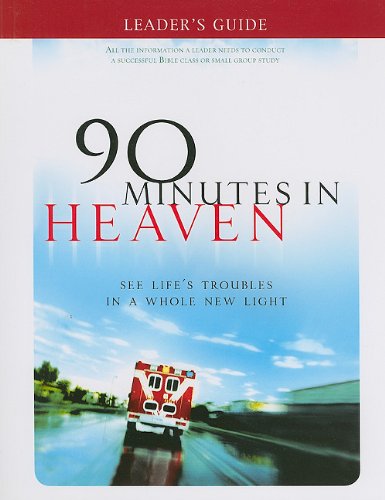 LEADER'S GUIDE
ALL THE INFORMATION A LEADER NEEDS TO CONDUCT
A SUCCESSFUL BIBLE CLASS OR SMALL GROUP STUDY
90
MINUTES IN
HEAVEN
SEE LIFE'S TROUBLES
IN A WHOLE NEW LIGHT